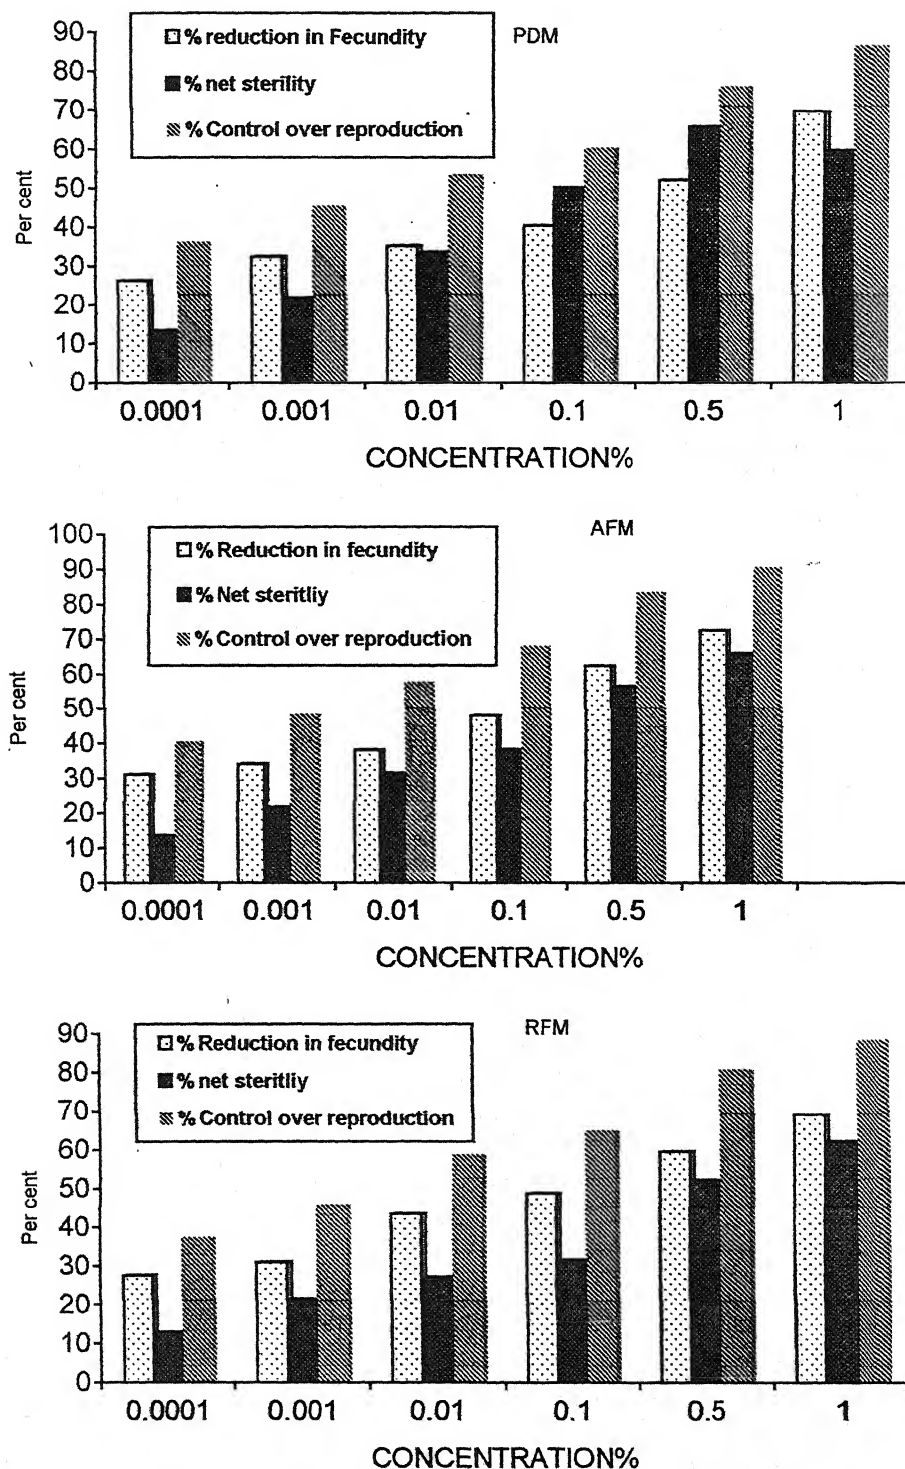 PDM
% reduction in Fecundity
% net sterility
% Control over reproduction
90
80
70
60
50
40
30
20
10
0
Per cent
0.0001 0.001 0.01 0.1 0.5 1
CONCENTRATION%
AFM
% Reduction in fecundity
% Net steritliy
% Control over reproduction
100
90
80
70
60
50
40
30
20
10
0
Per cent
0.0001 0.001 0.01 0.1 0.5 1
CONCENTRATION%
RFM
% Reduction in fecundity
% net steritliy
% Control over reproduction
90
80
70
60
50
40
30
20
10
0
Per cent
0.0001 0.001 0.01 0.1 0.5 1
CONCENTRATION%